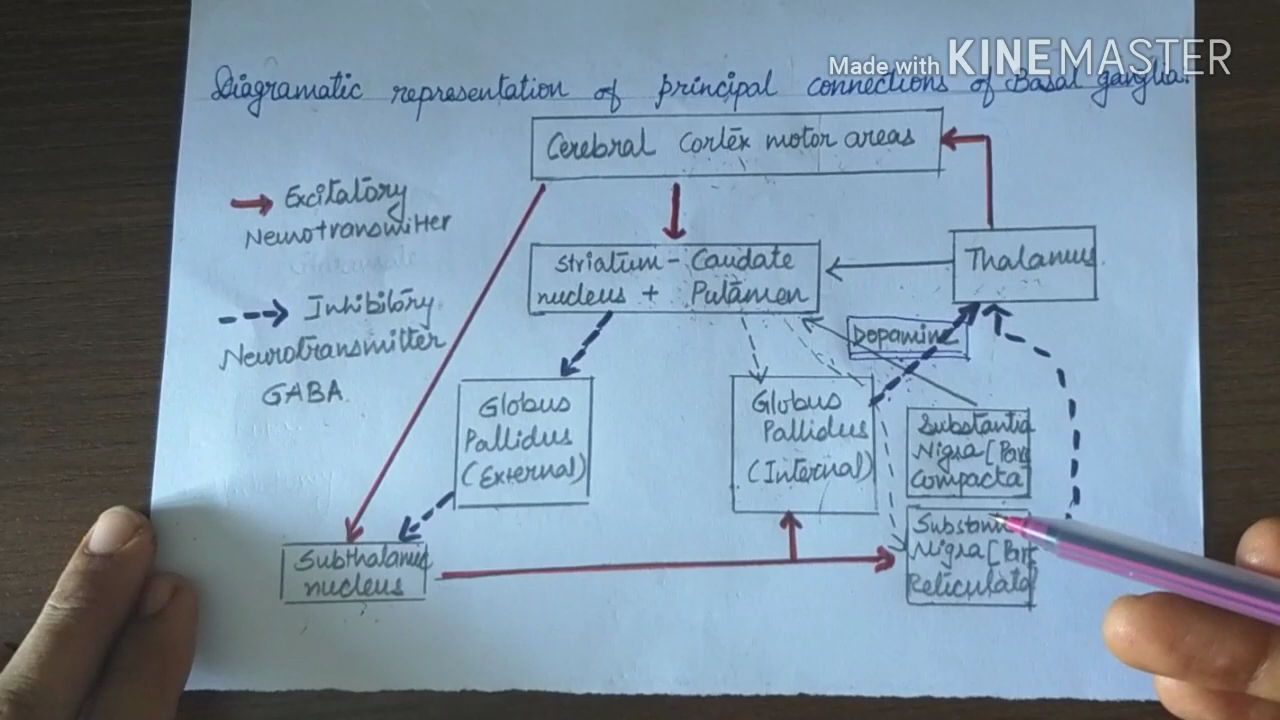 Made with KINEMASTER
Diagramatic representation of principal connections of Basal ganglia.
Cerebral Cortex motor areas
Excitatory
Neurotransmitter
Striatum - Caudate
nucleus + Putamen
Thalamus
Inhibitory
Neurotransmitter
GABA
Dopamine
Globus
Pallidus
(External)
Globus
Pallidus
(Internal)
Substantia
Nigra [Pars
Compacta
Nigra [Pars
Reticulata
Subthalamic
nucleus